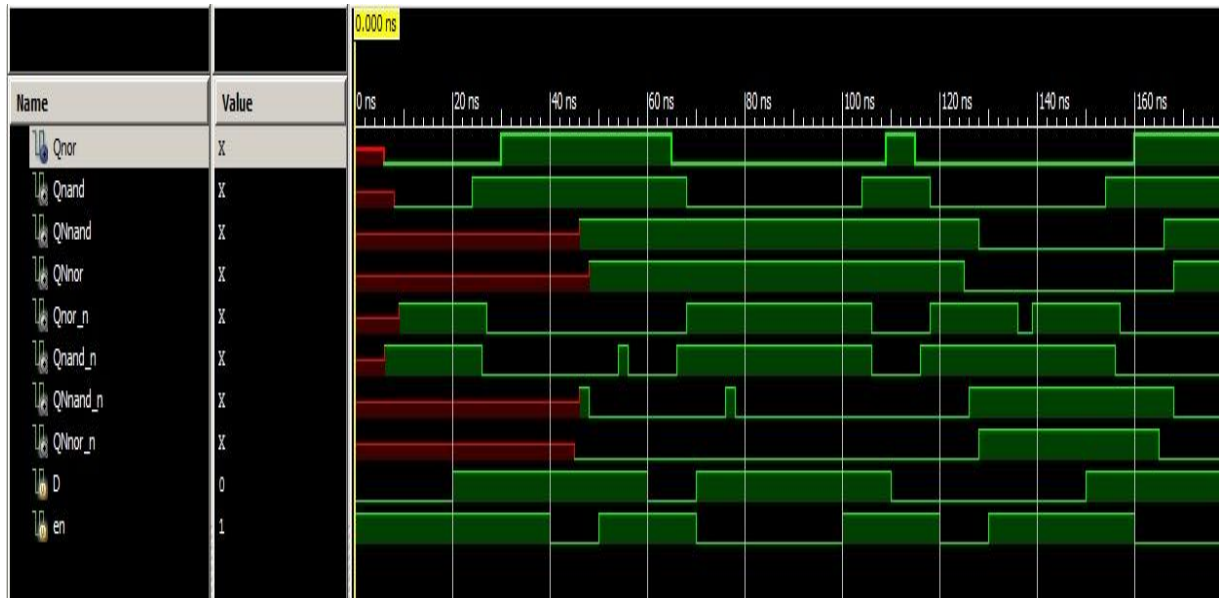 0.000 ns
Name Value 0 ns 20 ns 40 ns 60 ns 80 ns 100 ns 120 ns 140 ns 160 ns
Qnor X
Qnand X
QNnand X
QNnor X
Qnor_n X
Qnand_n X
QNnand_n X
QNnor_n X
D 0
en 1